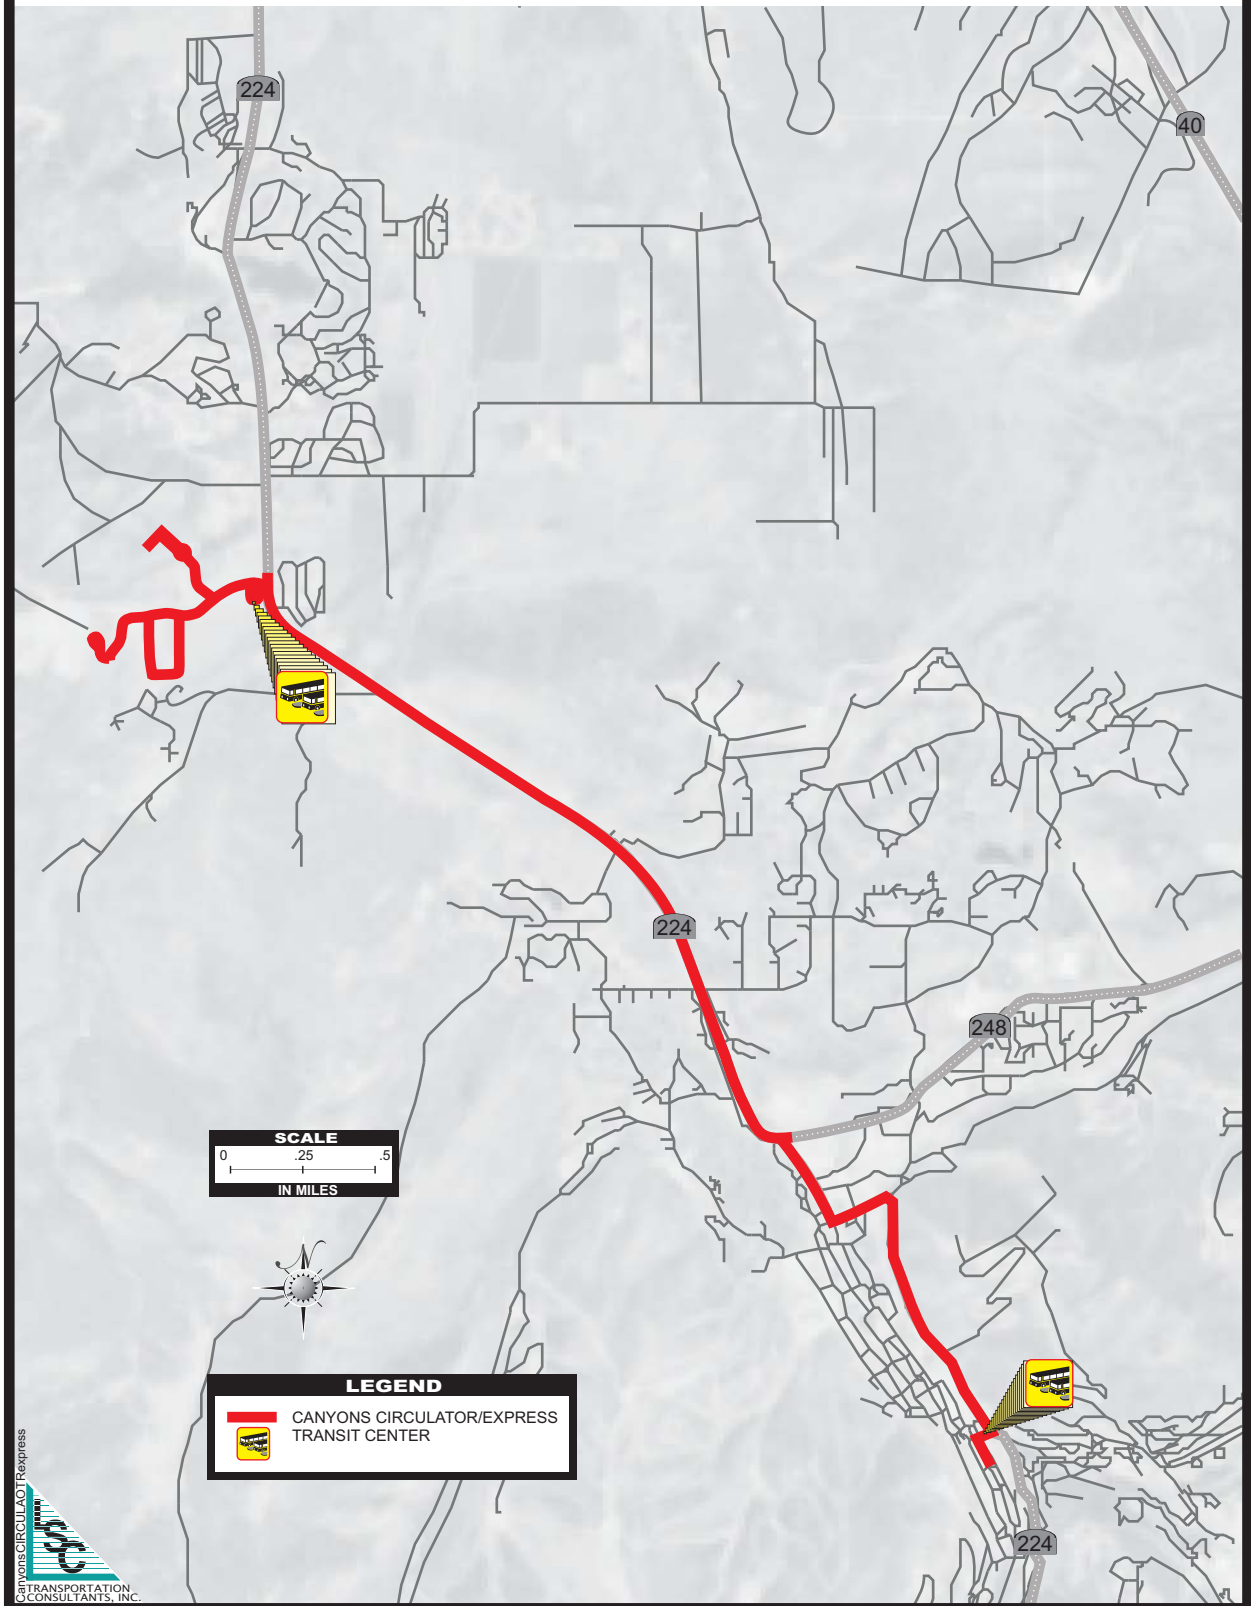 224
40
224
248
SCALE
0 .25 .5
IN MILES
N
LEGEND
CANYONS CIRCULATOR/EXPRESS
TRANSIT CENTER
CanyonsCIRCULAOTRexpress
LSC
TRANSPORTATION
CONSULTANTS, INC.
224